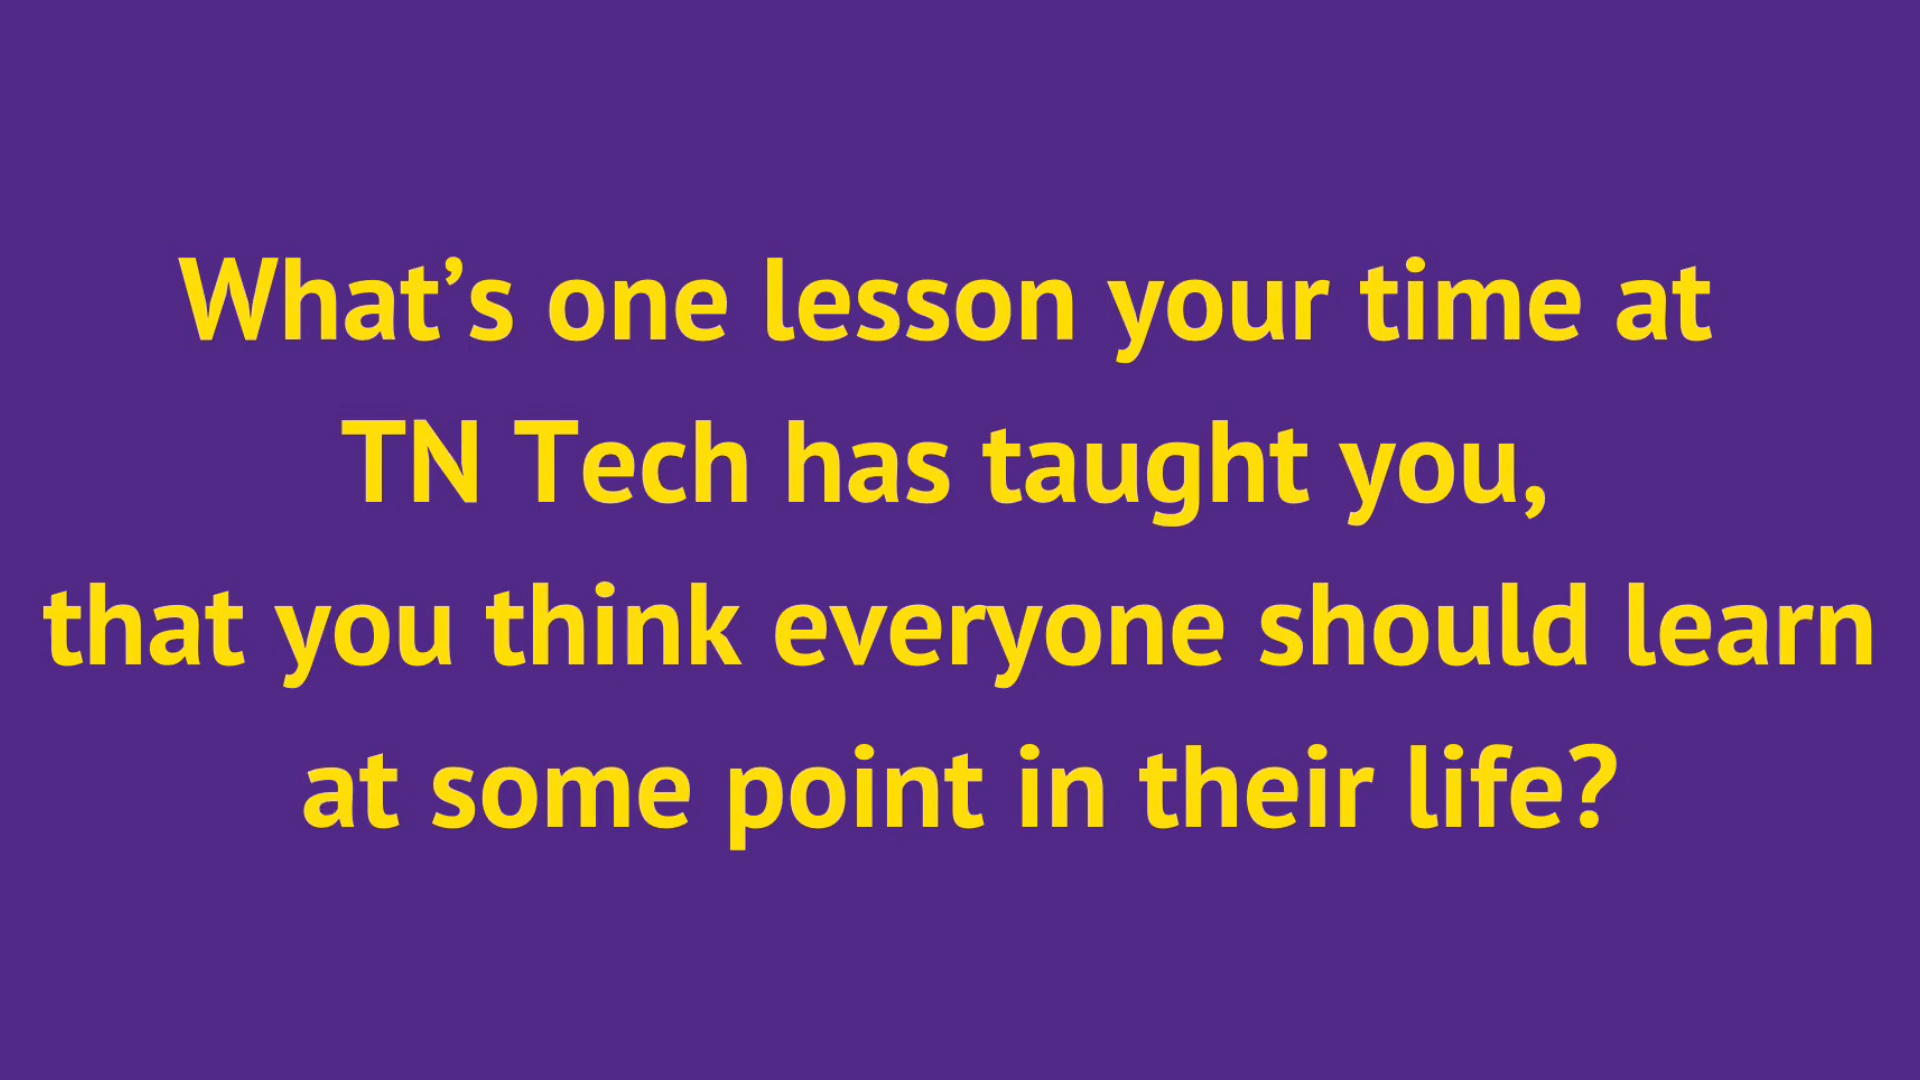 What’s one lesson your time at
TN Tech has taught you,
that you think everyone should learn
at some point in their life?